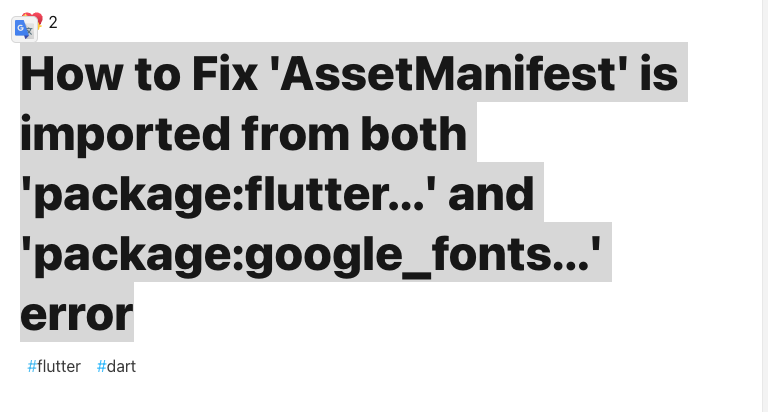 2
How to Fix 'AssetManifest' is
imported from both
'package:flutter...' and
'package:google_fonts...'
error
#flutter #dart